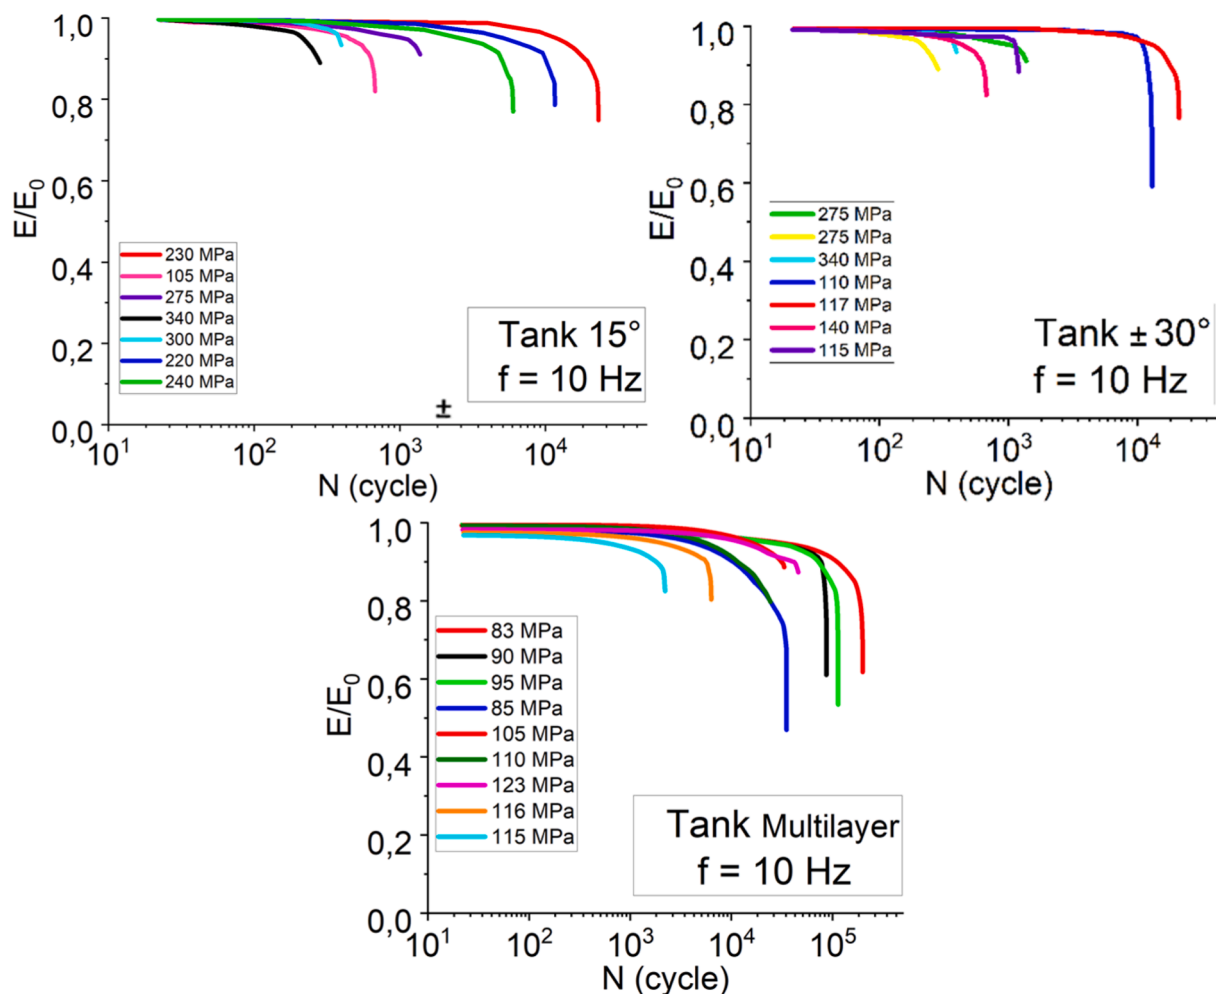 1,0
0,8
0,6
0,4
0,2
0,0
E/E0
230 MPa
105 MPa
275 MPa
340 MPa
300 MPa
220 MPa
240 MPa
Tank 15°
f = 10 Hz
±
10¹ 10² 10³ 10⁴
N (cycle)
1,0
0,8
0,6
0,4
0,2
0,0
E/E0
275 MPa
275 MPa
340 MPa
110 MPa
117 MPa
140 MPa
115 MPa
Tank ± 30°
f = 10 Hz
10¹ 10² 10³ 10⁴
N (cycle)
1,0
0,8
0,6
0,4
0,2
0,0
E/E0
83 MPa
90 MPa
95 MPa
85 MPa
105 MPa
110 MPa
123 MPa
116 MPa
115 MPa
Tank Multilayer
f = 10 Hz
10¹ 10² 10³ 10⁴ 10⁵
N (cycle)